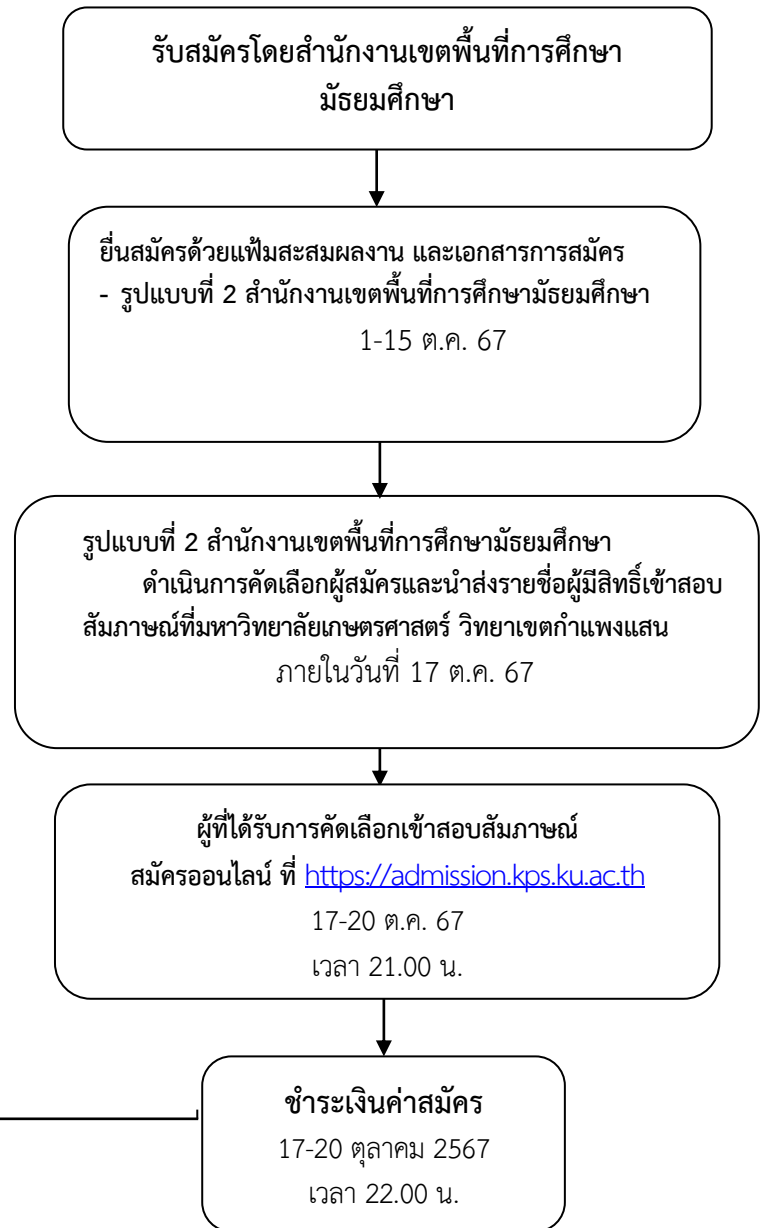 รับสมัครโดยสำนักงานเขตพื้นที่การศึกษา
มัธยมศึกษา
ยื่นสมัครด้วยแฟ้มสะสมผลงาน และเอกสารการสมัคร
- รูปแบบที่ 2 สำนักงานเขตพื้นที่การศึกษามัธยมศึกษา
1-15 ต.ค. 67
รูปแบบที่ 2 สำนักงานเขตพื้นที่การศึกษามัธยมศึกษา
ดำเนินการคัดเลือกผู้สมัครและนำส่งรายชื่อผู้มีสิทธิ์เข้าสอบ
สัมภาษณ์ที่มหาวิทยาลัยเกษตรศาสตร์ วิทยาเขตกำแพงแสน
ภายในวันที่ 17 ต.ค. 67
ผู้ที่ได้รับการคัดเลือกเข้าสอบสัมภาษณ์
สมัครออนไลน์ ที่ https://admission.kps.ku.ac.th
17-20 ต.ค. 67
เวลา 21.00 น.
ชำระเงินค่าสมัคร
17-20 ตุลาคม 2567
เวลา 22.00 น.